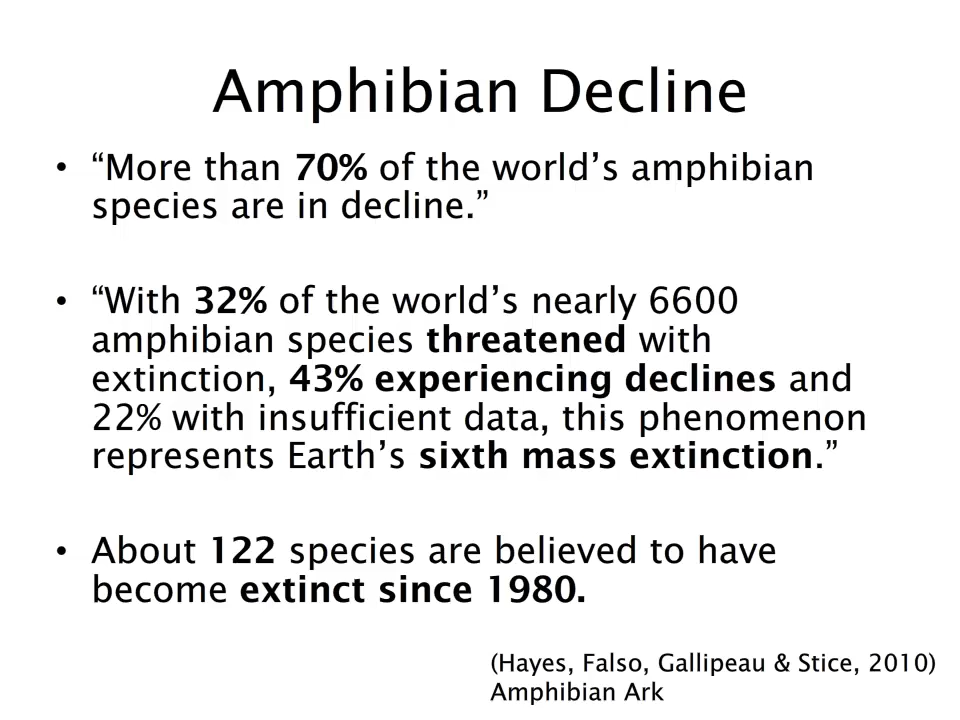 Amphibian Decline
• “More than 70% of the world’s amphibian
species are in decline.”
• “With 32% of the world’s nearly 6600
amphibian species threatened with
extinction, 43% experiencing declines and
22% with insufficient data, this phenomenon
represents Earth’s sixth mass extinction.”
• About 122 species are believed to have
become extinct since 1980.
(Hayes, Falso, Gallipeau & Stice, 2010)
Amphibian Ark